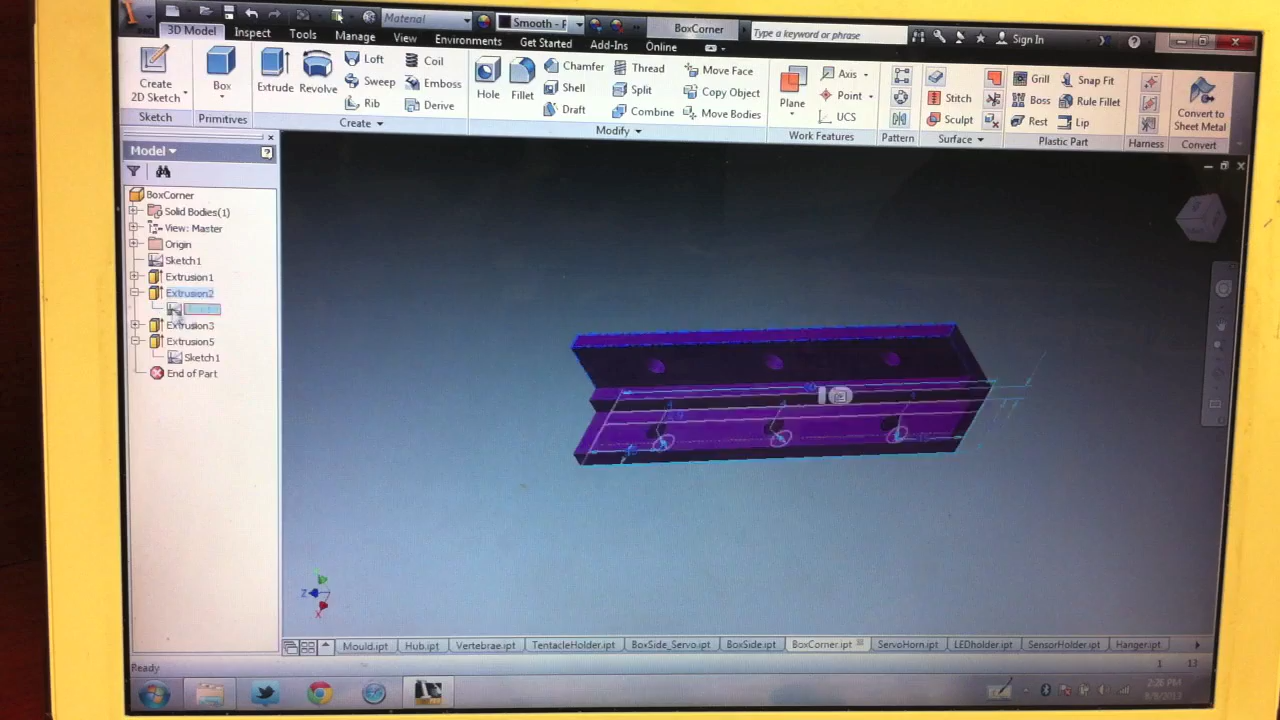 Material
Smooth - F
BoxCorner
Type a keyword or phrase
Sign In
3D Model Inspect Tools Manage View Environments Get Started Add-Ins Online
Create
2D Sketch
Box
Extrude Revolve
Loft
Sweep
Rib
Coil
Emboss
Derive
Hole
Fillet
Chamfer
Shell
Draft
Thread
Split
Combine
Move Face
Copy Object
Move Bodies
Plane
Axis
Point
UCS
Stitch
Sculpt
Grill
Boss
Rest
Snap Fit
Rule Fillet
Lip
Convert to
Sheet Metal
Sketch Primitives Create Modify Work Features Pattern Surface Plastic Part Harness Convert
Model
BoxCorner
Solid Bodies(1)
View: Master
Origin
Sketch1
Extrusion1
Extrusion2
Extrusion3
Extrusion5
Sketch1
End of Part
Z
X
Mould.ipt Hub.ipt Vertebrae.ipt TentacleHolder.ipt BoxSide_Servo.ipt BoxSide.ipt BoxCorner.ipt ServoHorn.ipt LEDholder.ipt SensorHolder.ipt Hanger.ipt
Ready
1 13
2:26 PM